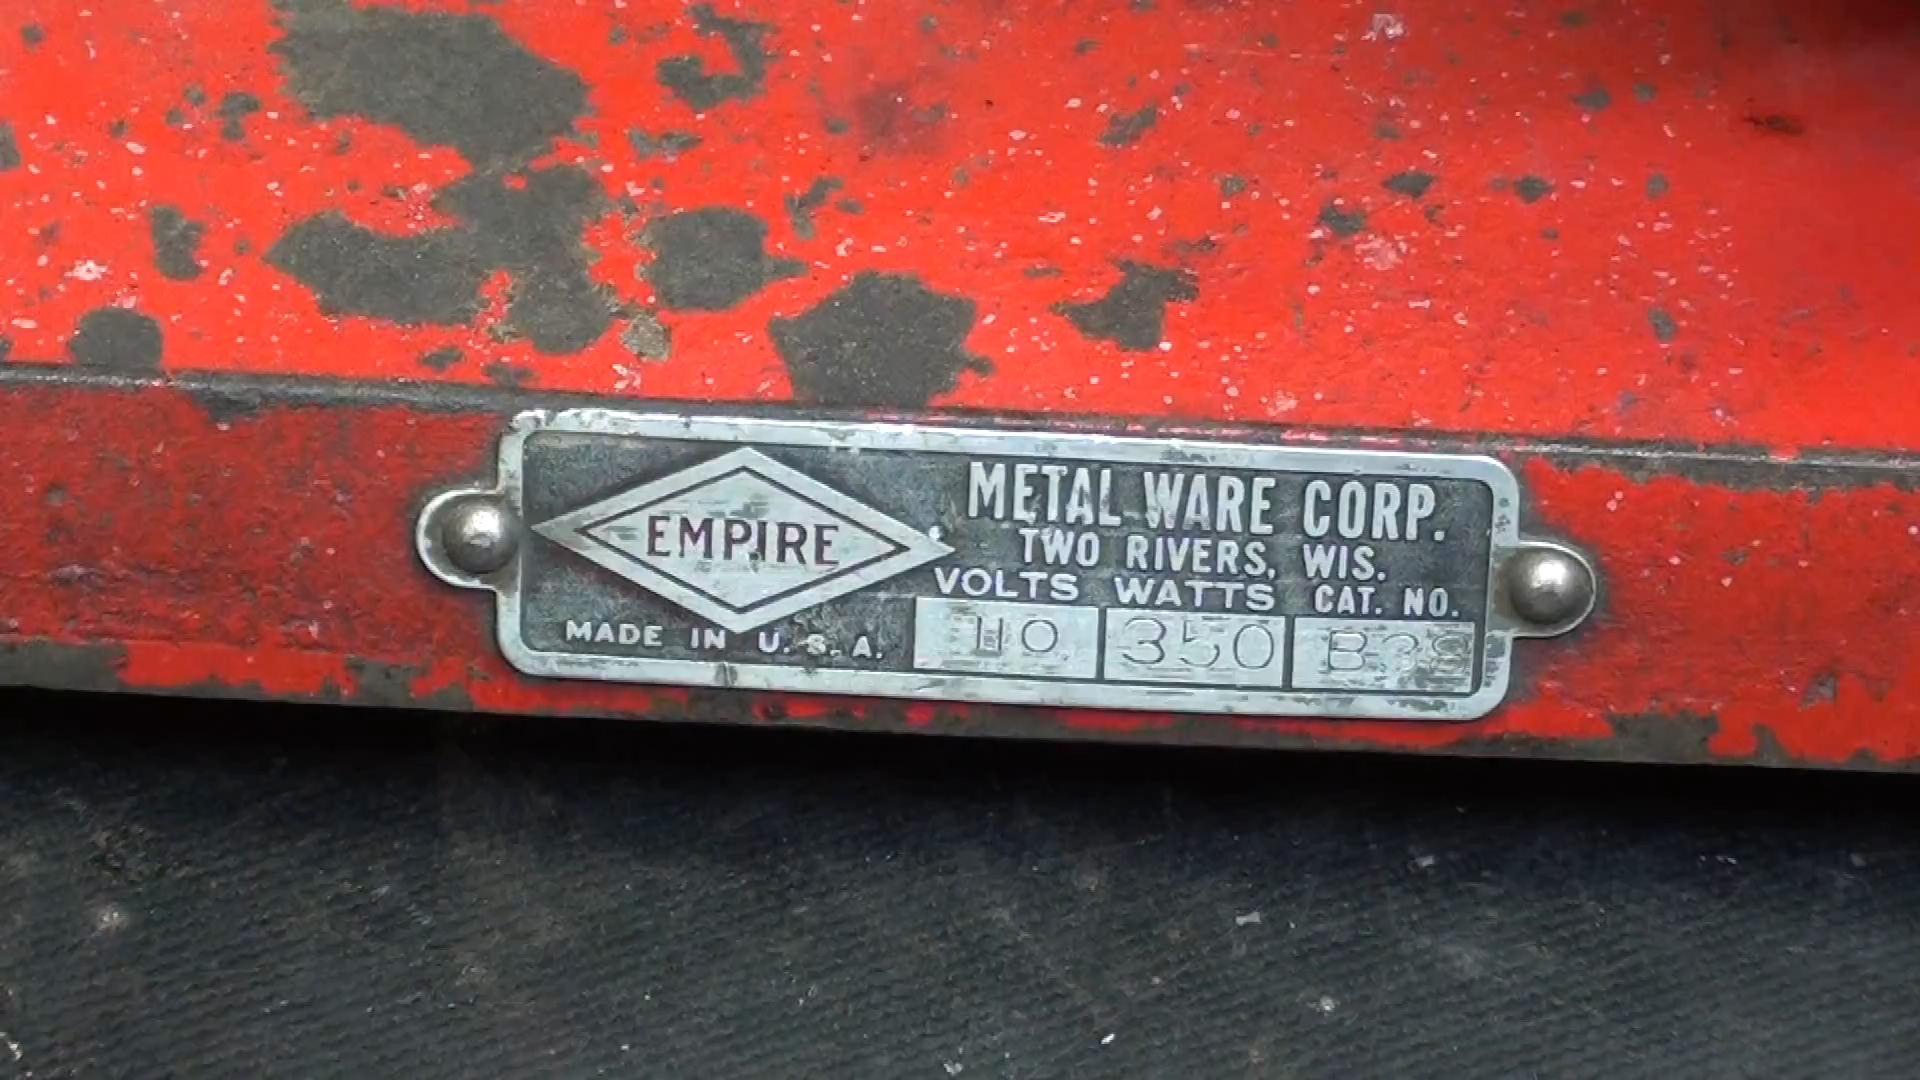 EMPIRE
METAL WARE CORP.
TWO RIVERS, WIS.
VOLTS WATTS CAT. NO.
MADE IN U. S. A.
110 350